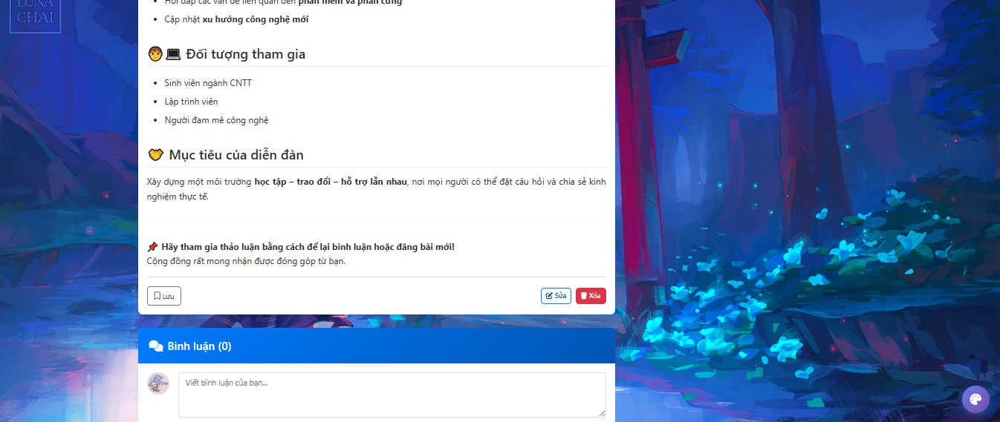 LUNA
CHAI
Hỏi đáp các vấn đề liên quan đến phần mềm và phần cứng
Cập nhật xu hướng công nghệ mới
Đối tượng tham gia
Sinh viên ngành CNTT
Lập trình viên
Người đam mê công nghệ
Mục tiêu của diễn đàn
Xây dựng một môi trường học tập – trao đổi – hỗ trợ lẫn nhau, nơi mọi người có thể đặt câu hỏi và chia sẻ kinh
nghiệm thực tế.
Hãy tham gia thảo luận bằng cách để lại bình luận hoặc đăng bài mới!
Cộng đồng rất mong nhận được đóng góp từ bạn.
Lưu
Sửa
Xóa
Bình luận (0)
Viết bình luận của bạn...